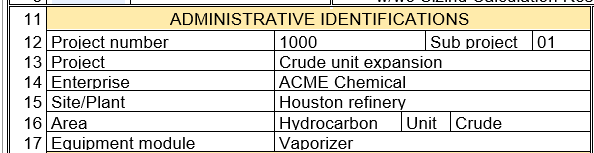 11 ADMINISTRATIVE IDENTIFICATIONS
12 Project number 1000 Sub project 01
13 Project Crude unit expansion
14 Enterprise ACME Chemical
15 Site/Plant Houston refinery
16 Area Hydrocarbon Unit Crude
17 Equipment module Vaporizer